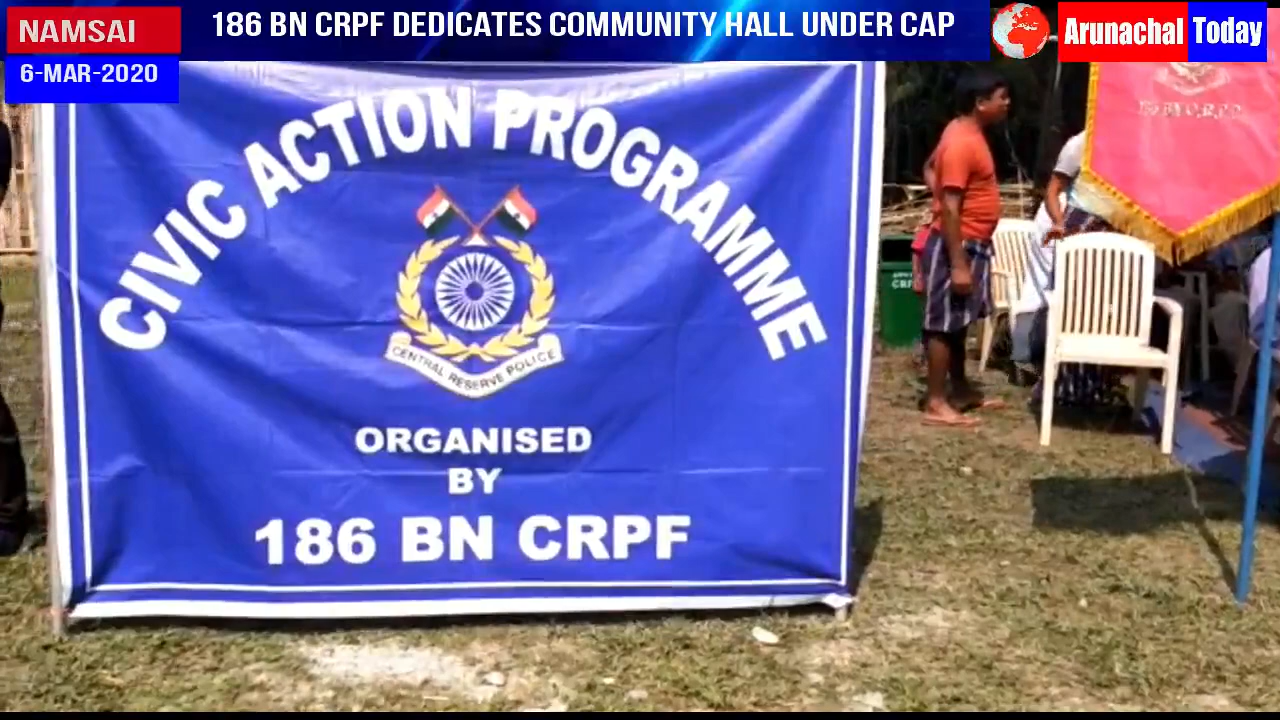 NAMSAI
186 BN CRPF DEDICATES COMMUNITY HALL UNDER CAP
Arunachal Today
6-MAR-2020
CIVIC ACTION PROGRAMME
CENTRAL RESERVE POLICE
ORGANISED
BY
186 BN CRPF